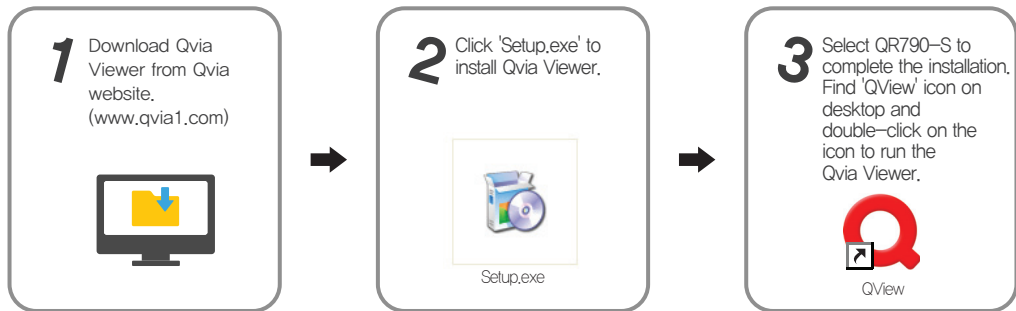 1
Download Qvia
Viewer from Qvia
website.
(www.qvia1.com)
2
Click 'Setup.exe' to
install Qvia Viewer.
Setup.exe
3
Select QR790-S to
complete the installation.
Find 'QView' icon on
desktop and
double-click on the
icon to run the
Qvia Viewer.
QView